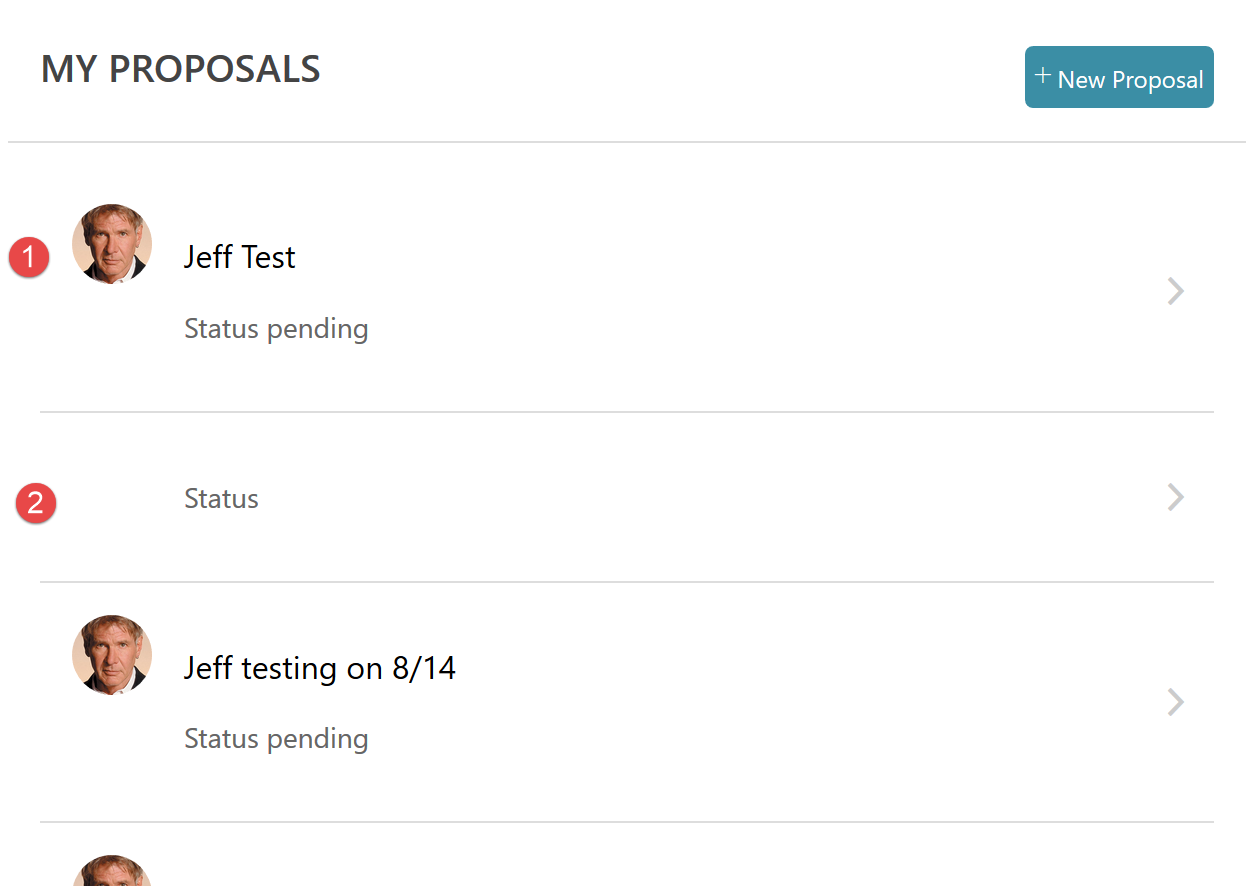 MY PROPOSALS
+ New Proposal
1
Jeff Test
Status pending
2
Status
Jeff testing on 8/14
Status pending